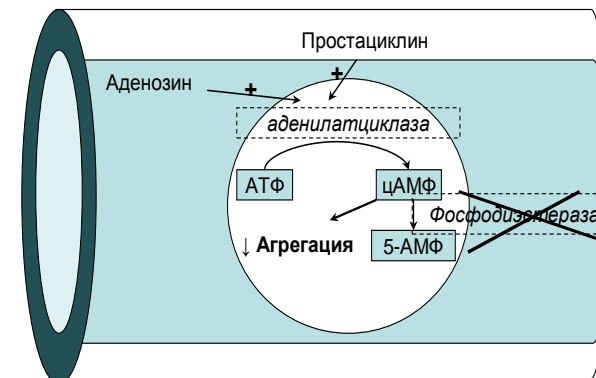 Простациклин
Аденозин
+
+
аденилатциклаза
АТФ
цАМФ
Фосфодиэстераза
↓ Агрегация
5-АМФ